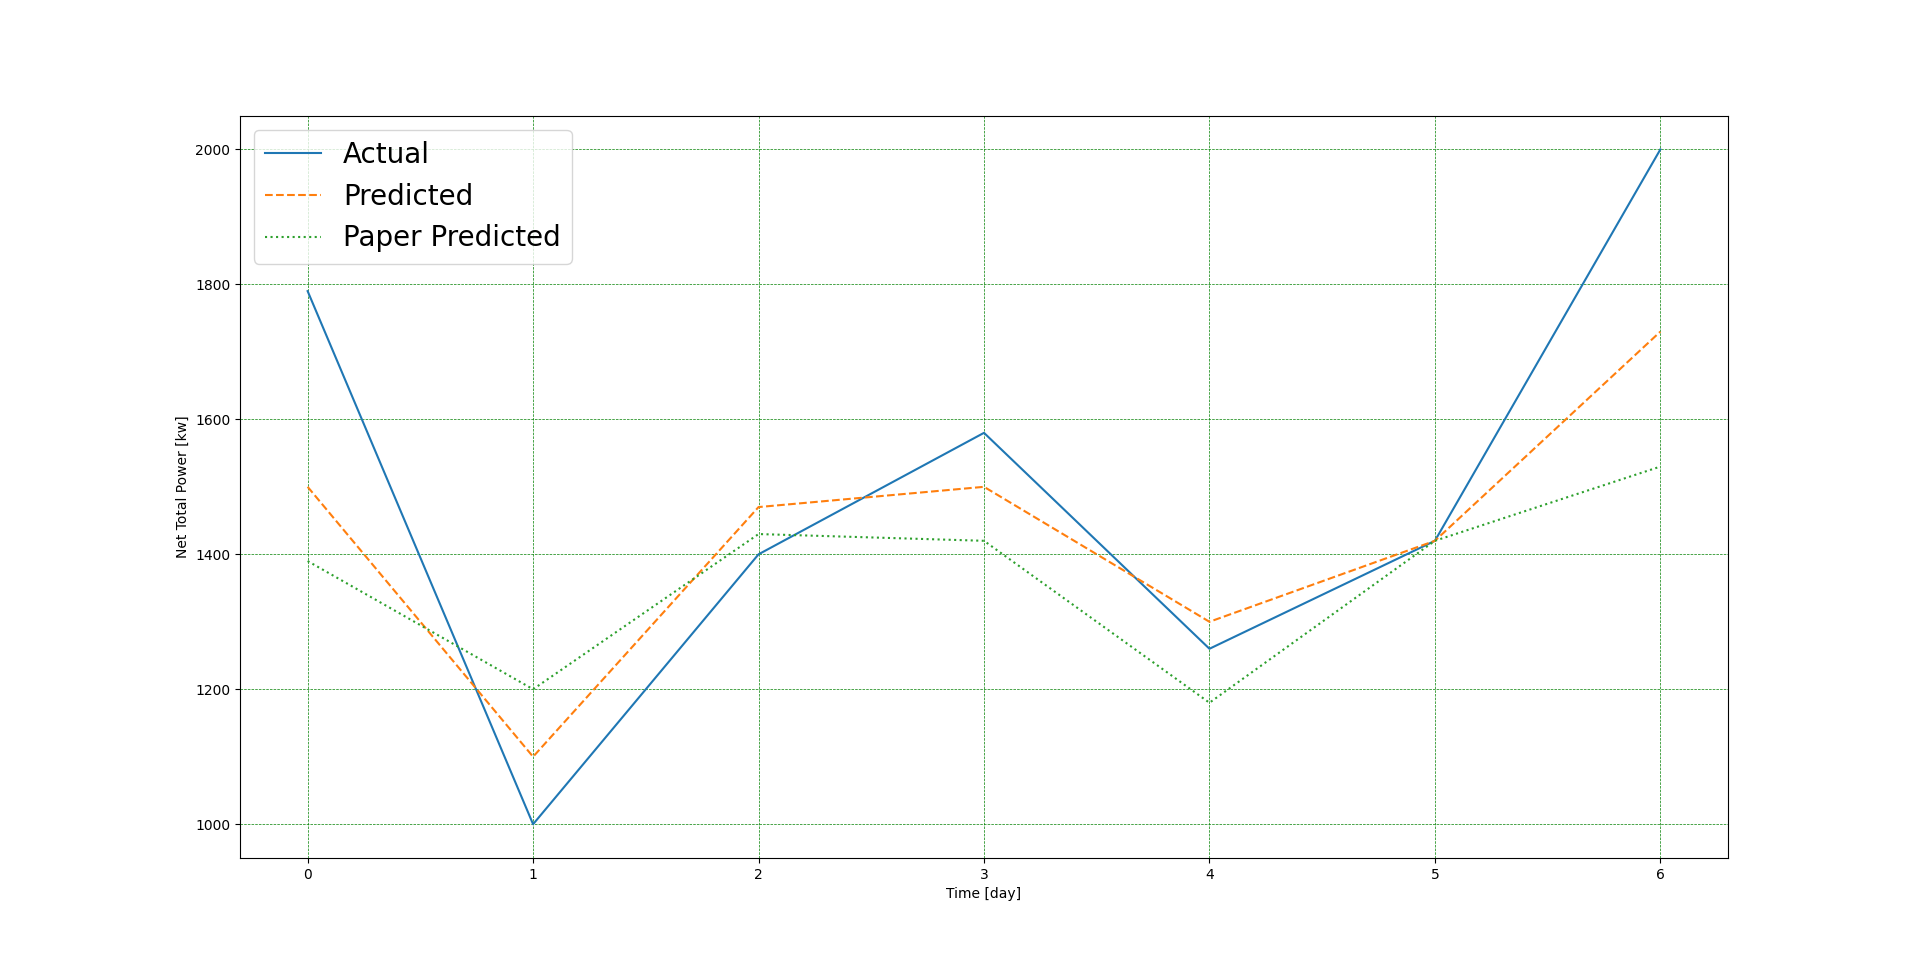 Actual
Predicted
Paper Predicted
2000
1800
1600
1400
1200
1000
Net Total Power [kw]
0 1 2 3 4 5 6
Time [day]